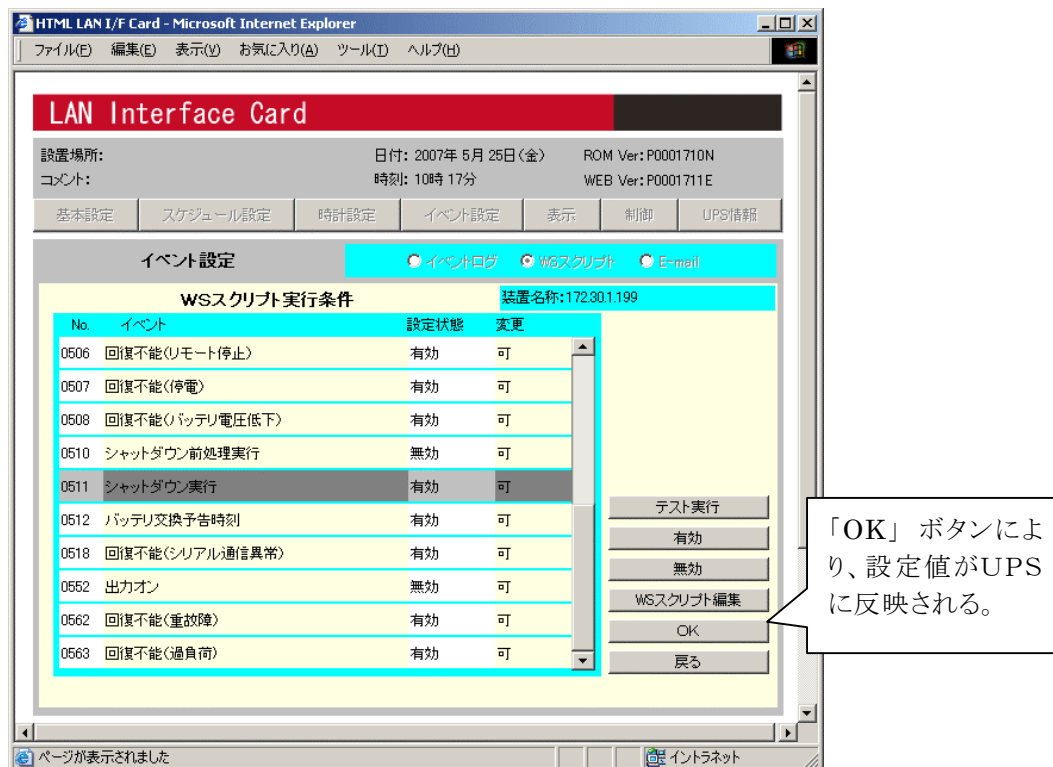 HTML LAN I/F Card - Microsoft Internet Explorer
ファイル(F) 編集(E) 表示(V) お気に入り(A) ツール(T) ヘルプ(H)
LAN Interface Card
設置場所: 日付: 2007年 5月 25日(金) ROM Ver: P0001710N
コメント: 時刻: 10時 17分 WEB Ver: P0001711E
基本設定 スケジュール設定 時計設定 イベント設定 表示 制御 UPS情報
イベント設定 イベントログ WSスクリプト E-mail
WSスクリプト実行条件 装置名称:172.30.1.199
No. イベント 設定状態 変更
0506 回復不能(リモート停止) 有効 可
0507 回復不能(停電) 有効 可
0508 回復不能(バッテリ電圧低下) 有効 可
0510 シャットダウン前処理実行 無効 可
0511 シャットダウン実行 有効 可
0512 バッテリ交換予告時刻 有効 可
0518 回復不能(シリアル通信異常) 有効 可
0552 出力オン 無効 可
0562 回復不能(重故障) 有効 可
0563 回復不能(過負荷) 有効 可
テスト実行
有効
無効
WSスクリプト編集
OK
戻る
「OK」 ボタンによ
り、設定値がUPS
に反映される。
ページが表示されました イントラネット